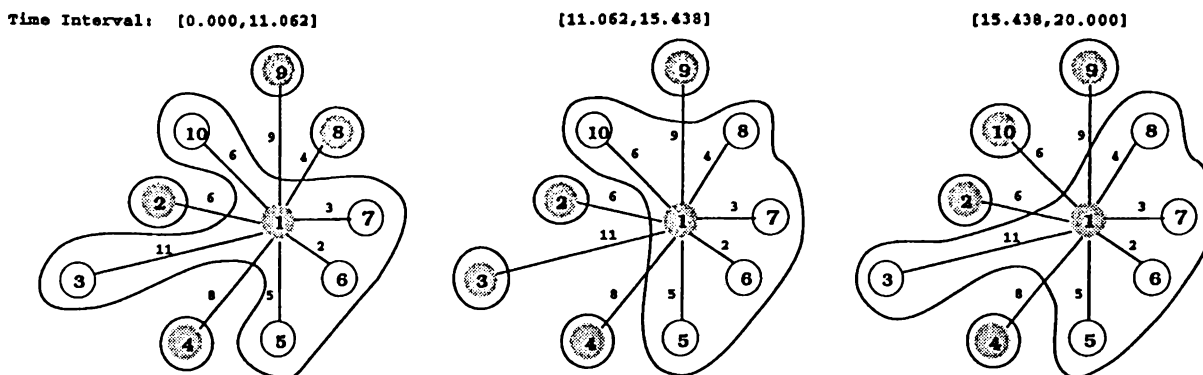 Time Interval: [0.000,11.062] [11.062,15.438] [15.438,20.000]
9 9 9
10 9 8 10 9 8 10 9 8
6 4 6 4 6 4
2 6 1 3 7 2 6 1 3 7 2 6 1 3 7
11 2 11 2 11 2
3 6 3 6 3 6
8 5 8 5 8 5
4 5 4 5 4 5